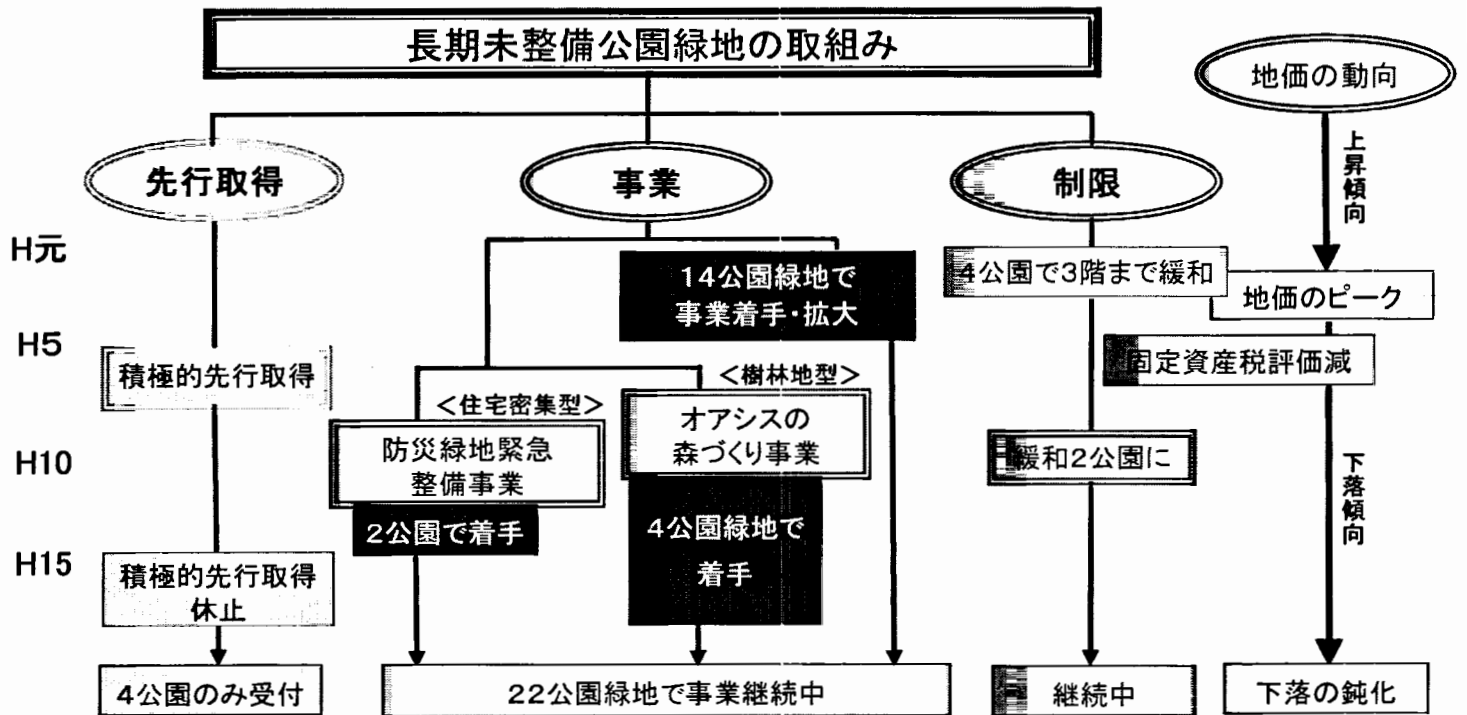 長期未整備公園緑地の取組み
地価の動向
先行取得
事業
制限
上昇傾向
H元
14公園緑地で
事業着手・拡大
4公園で3階まで緩和
地価のピーク
H5
積極的先行取得
固定資産税評価減
<樹林地型>
<住宅密集型>
オアシスの
森づくり事業
防災緑地緊急
整備事業
H10
緩和2公園に
下落傾向
2公園で着手
4公園緑地で
着手
H15
積極的先行取得
休止
4公園のみ受付
22公園緑地で事業継続中
継続中
下落の鈍化